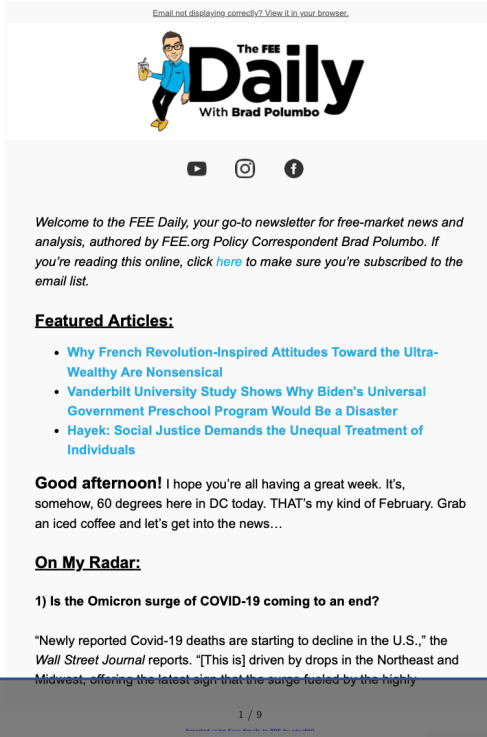 Email not displaying correctly? View it in your browser.
The FEE
Daily
With Brad Polumbo
Welcome to the FEE Daily, your go-to newsletter for free-market news and
analysis, authored by FEE.org Policy Correspondent Brad Polumbo. If
you’re reading this online, click here to make sure you’re subscribed to the
email list.
Featured Articles:
• Why French Revolution-Inspired Attitudes Toward the Ultra-
Wealthy Are Nonsensical
• Vanderbilt University Study Shows Why Biden's Universal
Government Preschool Program Would Be a Disaster
• Hayek: Social Justice Demands the Unequal Treatment of
Individuals
Good afternoon! I hope you’re all having a great week. It’s,
somehow, 60 degrees here in DC today. THAT’s my kind of February. Grab
an iced coffee and let’s get into the news…
On My Radar:
1) Is the Omicron surge of COVID-19 coming to an end?
“Newly reported Covid-19 deaths are starting to decline in the U.S.,” the
Wall Street Journal reports. “[This is] driven by drops in the Northeast and
Midwest, offering the latest sign that the surge fueled by the highly
1 / 9